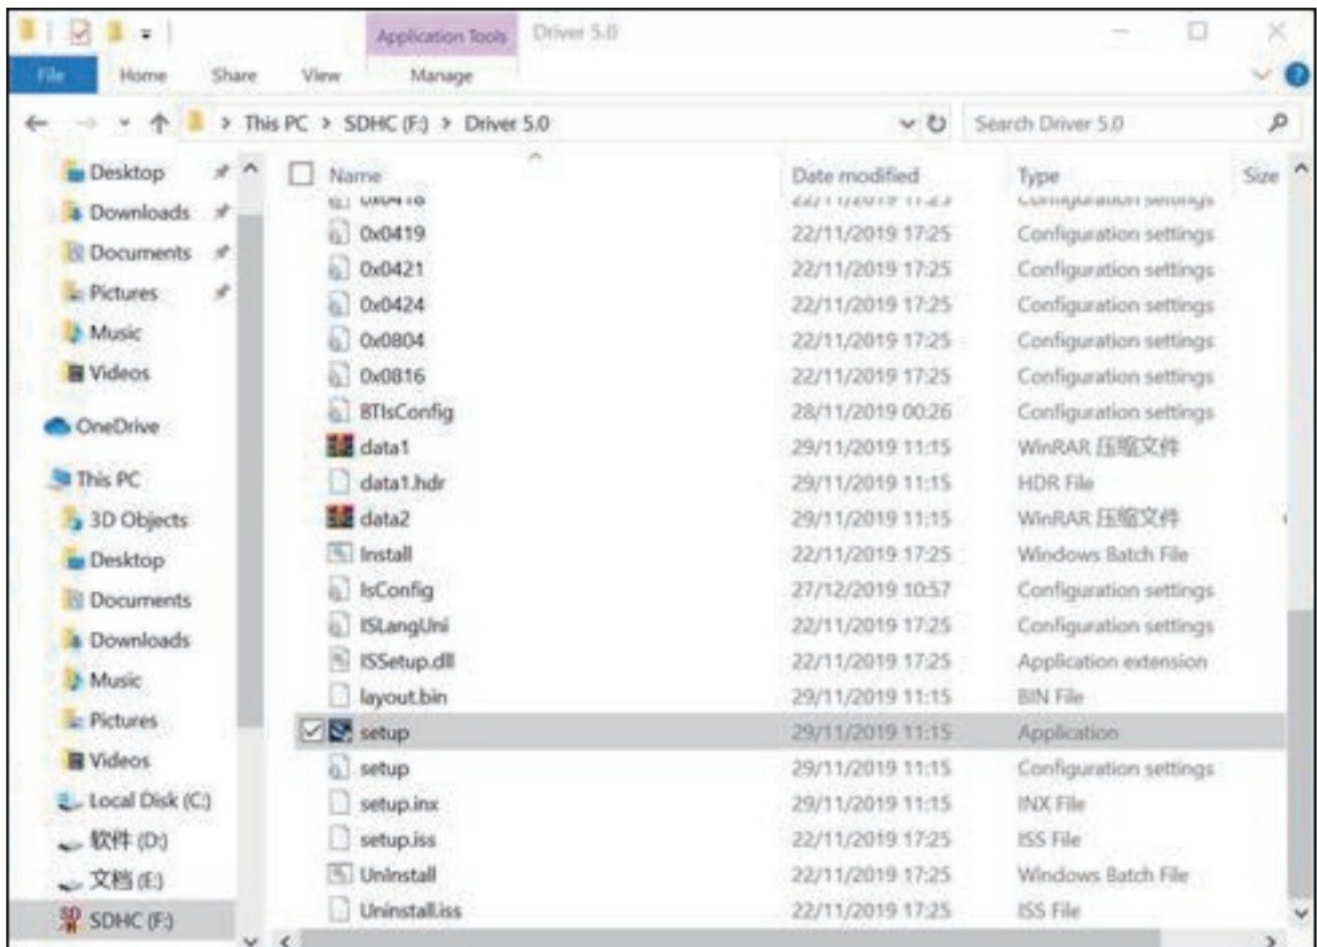 Application Tools Driver 5.0
File Home Share View Manage
This PC > SDHC (F:) > Driver 5.0 Search Driver 5.0
Desktop
Downloads
Documents
Pictures
Music
Videos
OneDrive
This PC
3D Objects
Desktop
Documents
Downloads
Music
Pictures
Videos
Local Disk (C:)
软件 (D:)
文档 (E:)
SDHC (F:)
Name Date modified Type Size
0x0418 22/11/2019 17:25 Configuration settings
0x0419 22/11/2019 17:25 Configuration settings
0x0421 22/11/2019 17:25 Configuration settings
0x0424 22/11/2019 17:25 Configuration settings
0x0804 22/11/2019 17:25 Configuration settings
0x0816 22/11/2019 17:25 Configuration settings
BTIsConfig 28/11/2019 00:26 Configuration settings
data1 29/11/2019 11:15 WinRAR 压缩文件
data1.hdr 29/11/2019 11:15 HDR File
data2 29/11/2019 11:15 WinRAR 压缩文件
Install 22/11/2019 17:25 Windows Batch File
IsConfig 27/12/2019 10:57 Configuration settings
ISLangUni 22/11/2019 17:25 Configuration settings
ISSetup.dll 22/11/2019 17:25 Application extension
layout.bin 29/11/2019 11:15 BIN File
setup 29/11/2019 11:15 Application
setup 29/11/2019 11:15 Configuration settings
setup.inx 29/11/2019 11:15 INX File
setup.iss 22/11/2019 17:25 ISS File
UnInstall 22/11/2019 17:25 Windows Batch File
Uninstall.iss 22/11/2019 17:25 ISS File